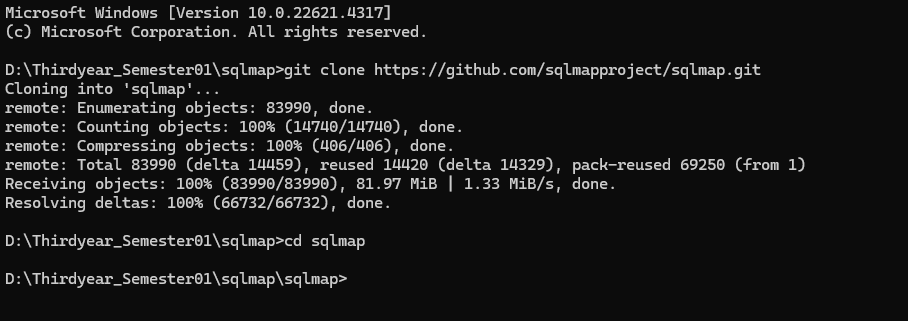 Microsoft Windows [Version 10.0.22621.4317]
(c) Microsoft Corporation. All rights reserved.
D:\Thirdyear_Semester01\sqlmap>git clone https://github.com/sqlmapproject/sqlmap.git
Cloning into 'sqlmap'...
remote: Enumerating objects: 83990, done.
remote: Counting objects: 100% (14740/14740), done.
remote: Compressing objects: 100% (406/406), done.
remote: Total 83990 (delta 14459), reused 14420 (delta 14329), pack-reused 69250 (from 1)
Receiving objects: 100% (83990/83990), 81.97 MiB | 1.33 MiB/s, done.
Resolving deltas: 100% (66732/66732), done.
D:\Thirdyear_Semester01\sqlmap>cd sqlmap
D:\Thirdyear_Semester01\sqlmap\sqlmap>